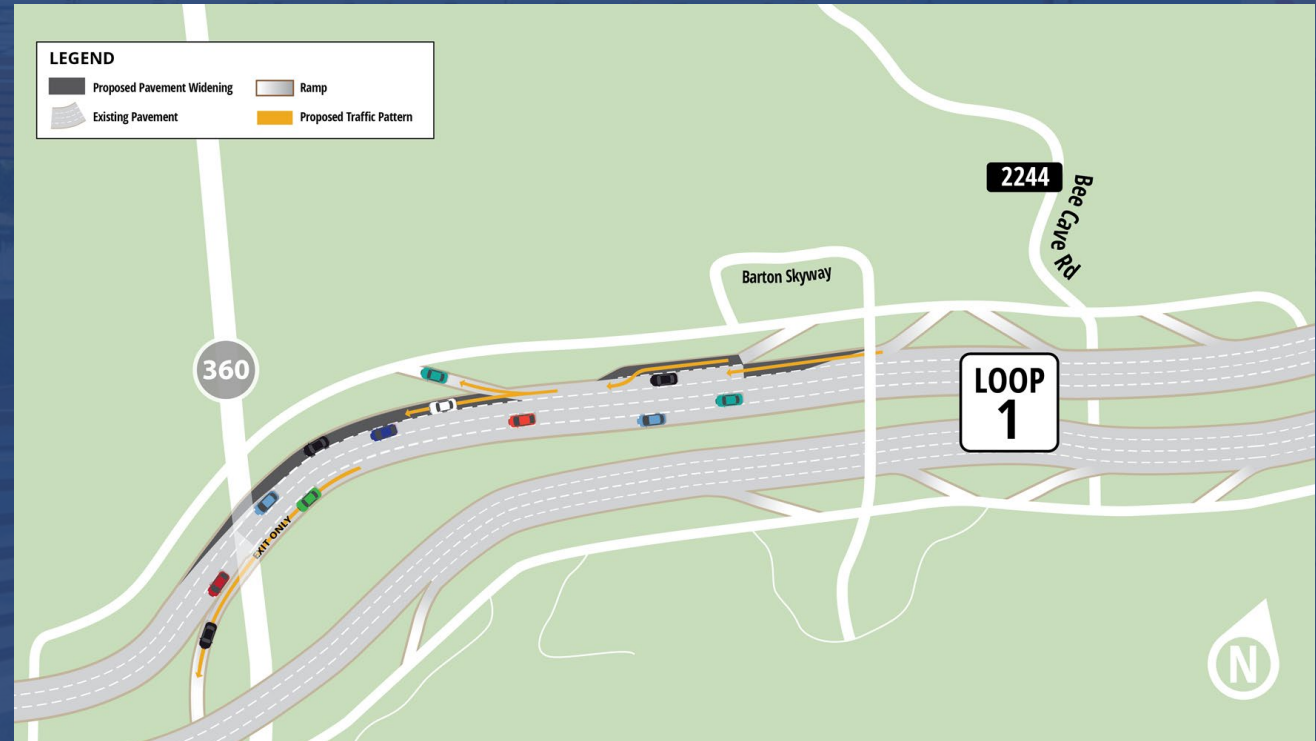 LEGEND
Proposed Pavement Widening
Ramp
Existing Pavement
Proposed Traffic Pattern
2244
Bee Cave Rd
Barton Skyway
360
LOOP
1
EXIT ONLY
N